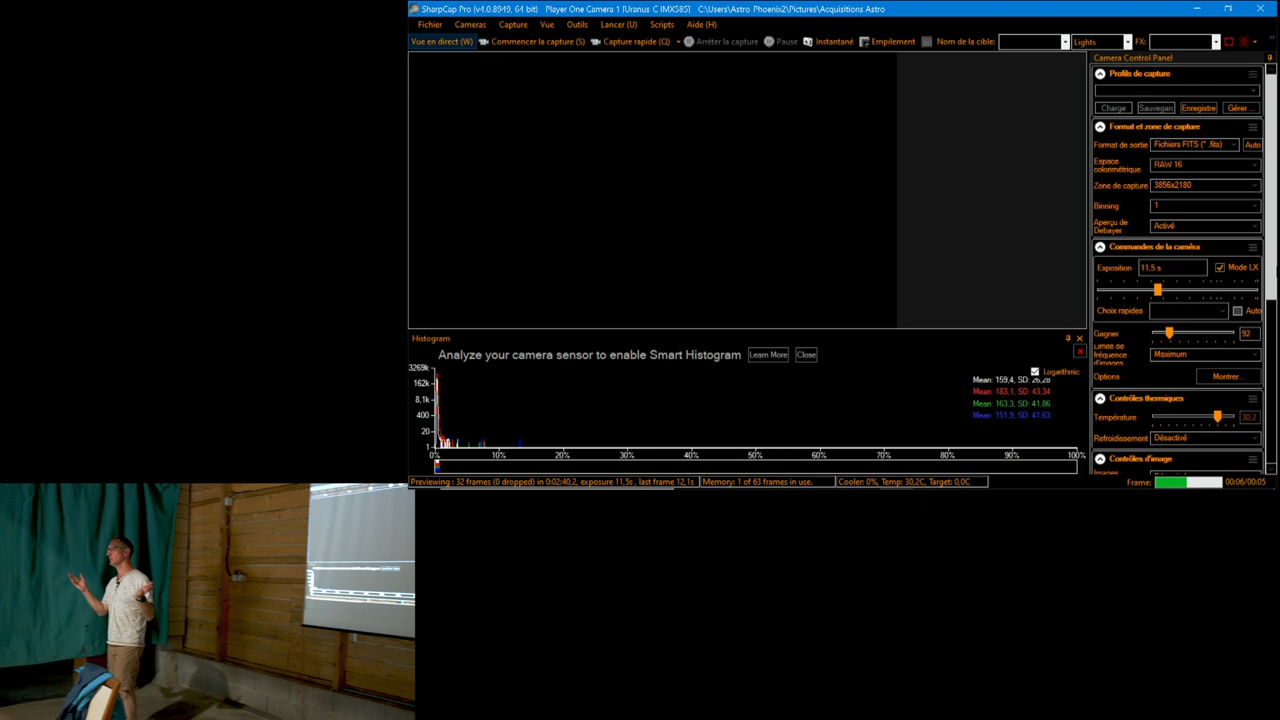 SharpCap Pro (v4.0.8949, 64 bit) Player One Camera 1 [Uranus C IMX585] C:\Users\Astro Phoenix2\Pictures\Acquisitions Astro
Fichier Cameras Capture Vue Outils Lancer (U) Scripts Aide (H)
Vue en direct (W) Commencer la capture (S) Capture rapide (Q) Arrêter la capture Pause Instantané Empilement Nom de la cible: Lights FX:
Camera Control Panel
Profils de capture
Charge Sauvegard Enregistre Gérer ...
Format et zone de capture
Format de sortie Fichiers FITS (*.fits) Auto
Espace
colorimétrique
RAW 16
Zone de capture 3856x2180
Binning 1
Aperçu de
Debayer
Activé
Commandes de la caméra
Exposition 11,5 s Mode LX
Choix rapides Auto
Gagner 92
Limite de
fréquence
d'images
Maximum
Options Montrer...
Contrôles thermiques
Température 30,2
Refroidissement Désactivé
Contrôles d'image
Images
Histogram
Analyze your camera sensor to enable Smart Histogram Learn More Close
Logarithmic
Mean: 159,4, SD: 26,28
Mean: 183,1, SD: 43,34
Mean: 163,3, SD: 41,86
Mean: 151,9, SD: 41,63
3269k
162k
8,1k
400
20
1
0% 10% 20% 30% 40% 50% 60% 70% 80% 90% 100%
Previewing : 32 frames (0 dropped) in 0:02:40,2, exposure 11,5s , last frame 12,1s Memory: 1 of 63 frames in use. Cooler: 0%, Temp: 30,2C, Target: 0,0C Frame: 00:06/00:05